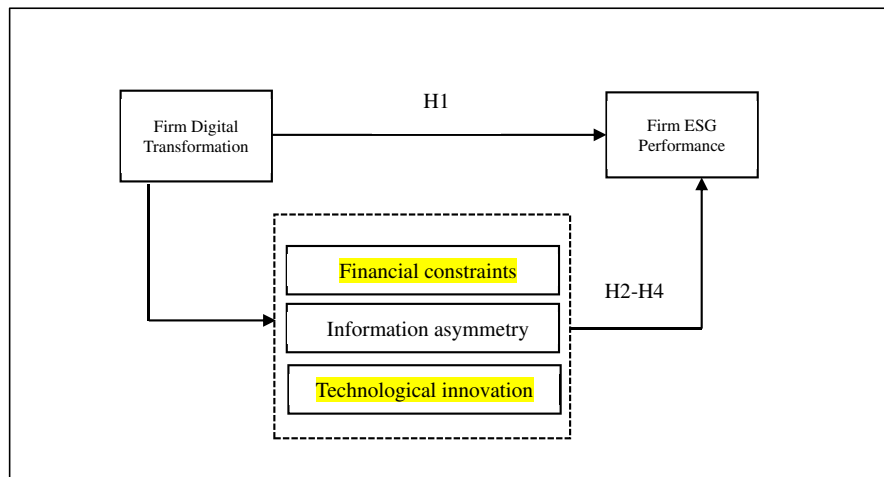 H1
Firm Digital
Transformation
Firm ESG
Performance
Financial constraints
Information asymmetry
Technological innovation
H2-H4